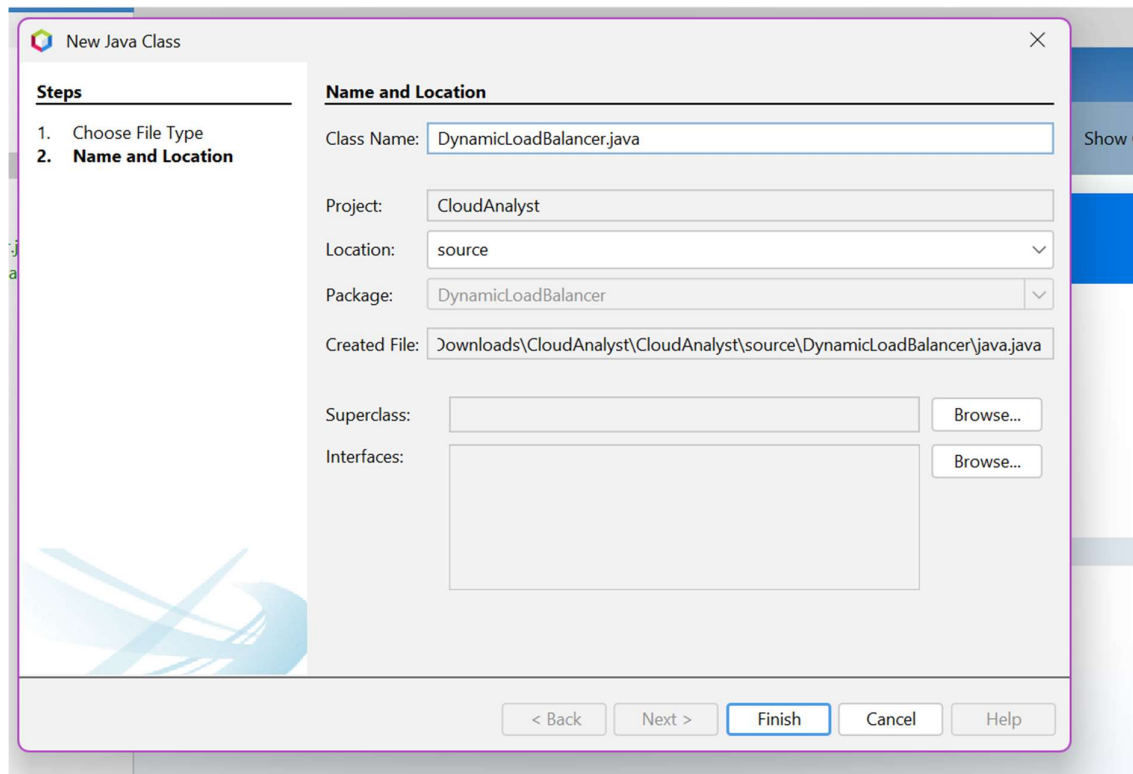 New Java Class
Steps
1. Choose File Type
2. Name and Location
Name and Location
Class Name: DynamicLoadBalancer.java
Project: CloudAnalyst
Location: source
Package: DynamicLoadBalancer
Created File: Downloads\CloudAnalyst\CloudAnalyst\source\DynamicLoadBalancer\java.java
Superclass: Browse...
Interfaces: Browse...
< Back Next > Finish Cancel Help
Show